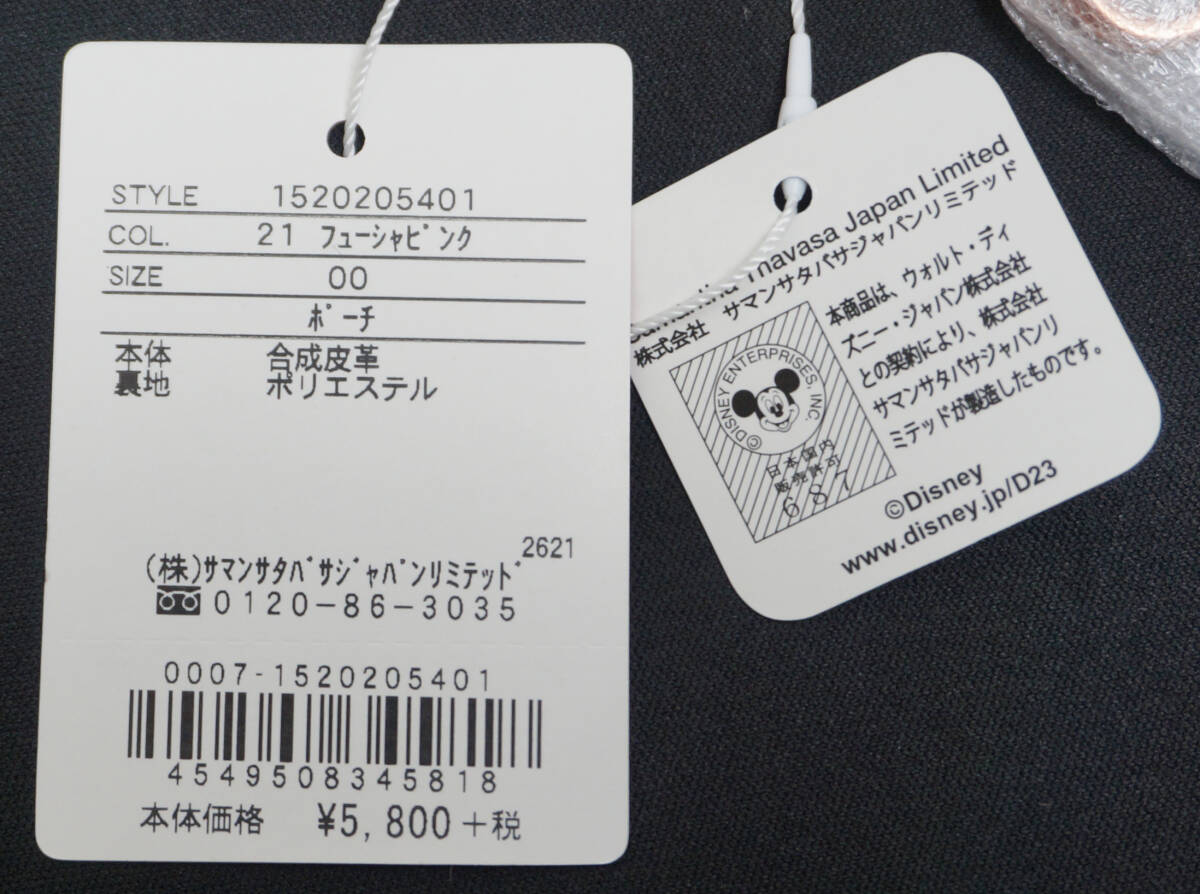 STYLE 1520205401
COL. 21 ﾌｭｰｼｬﾋﾟﾝｸ
SIZE 00
ﾎﾟｰﾁ
本体 合成皮革
裏地 ポリエステル
2621
(株)ｻﾏﾝｻﾀﾊﾞｻｼﾞｬﾊﾟﾝﾘﾐﾃｯﾄﾞ
0120-86-3035
0007-1520205401
4549508345818
本体価格 ¥5,800+税
Thavasa Japan Limited
株式会社 サマンサタバサジャパンリミテッド
本商品は、ウォルト・ディ
ズニー・ジャパン株式会社
との契約により、株式会社
サマンサタバサジャパンリ
ミテッドが製造したものです。
©DISNEY ENTERPRISES, INC.
日本国内
販売許可
687
©Disney
www.disney.jp/D23